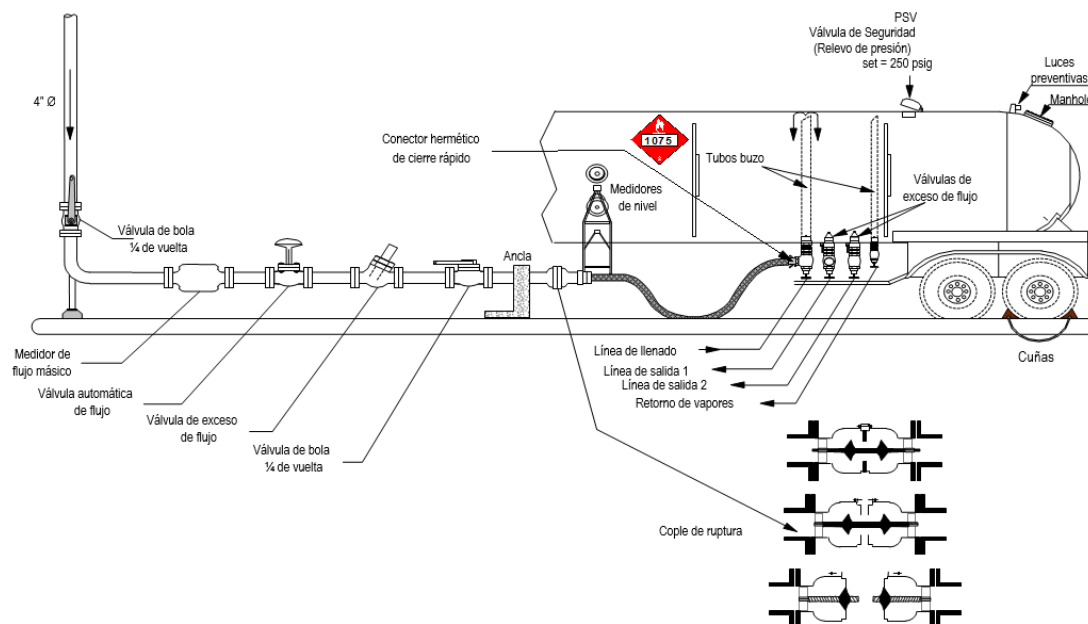 PSV
Válvula de Seguridad
(Relevo de presión)
set = 250 psig
Luces
preventivas
Manhole
4" Ø
Conector hermético
de cierre rápido
1075
Tubos buzo
Válvulas de
exceso de flujo
Medidores
de nivel
Válvula de bola
¼ de vuelta
Ancla
Medidor de
flujo másico
Válvula automática
de flujo
Válvula de exceso
de flujo
Válvula de bola
¼ de vuelta
Línea de llenado
Línea de salida 1
Línea de salida 2
Retorno de vapores
Cuñas
Cople de ruptura